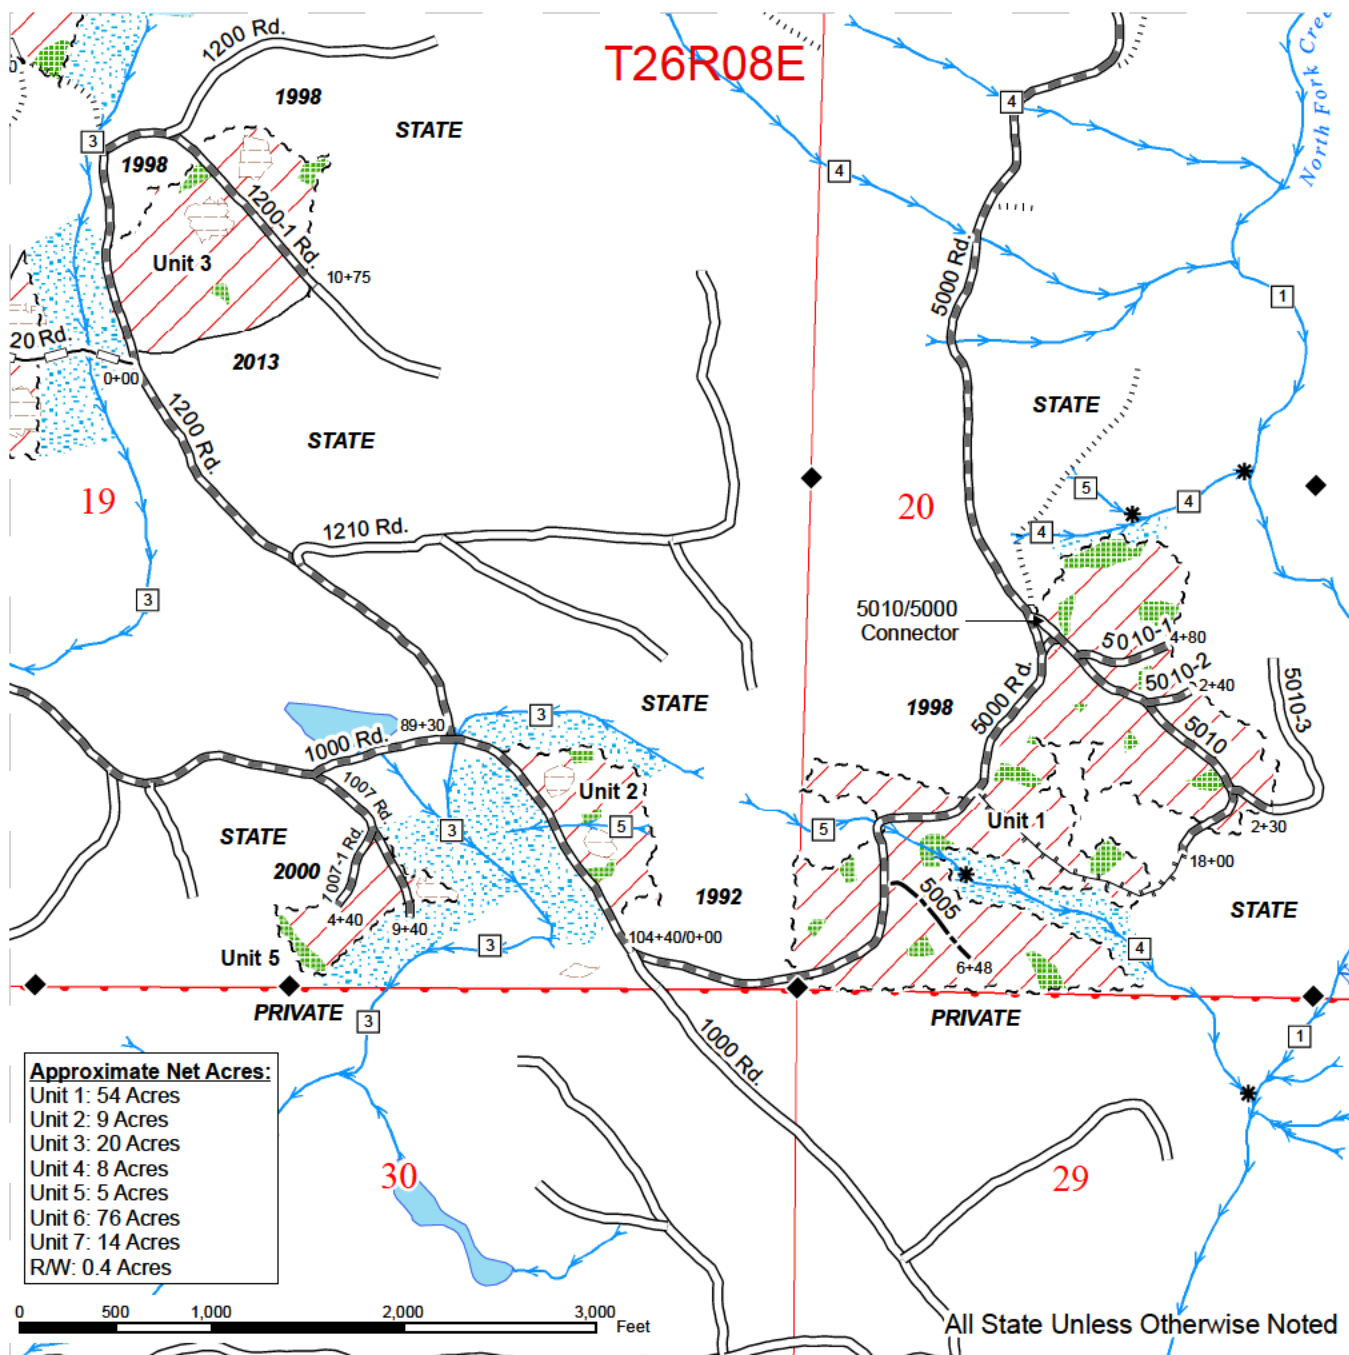 T26R08E
North Fork Cree
1200 Rd.
1998
STATE
0
3
1998
4
4
1200-1 Rd.
Unit 3
10+75
5000 Rd.
1
20 Rd.
0+00
2013
STATE
1200 Rd.
STATE
19
20
5
4
4
1210 Rd.
3
5010/5000
Connector
5010-1
4+80
5010-2
2+40
5010-3
5010
STATE
1998
5000 Rd.
3
89+30
1000 Rd.
1007 Rd
Unit 2
5
3
5
Unit 1
2+30
18+00
STATE
2000
1007-1 Rd.
4+40
9+40
1992
5005
6+48
STATE
Unit 5
3
104+40/0+00
4
PRIVATE
3
PRIVATE
1
1000 Rd.
Approximate Net Acres:
Unit 1: 54 Acres
Unit 2: 9 Acres
Unit 3: 20 Acres
Unit 4: 8 Acres
Unit 5: 5 Acres
Unit 6: 76 Acres
Unit 7: 14 Acres
R/W: 0.4 Acres
30
29
0 500 1,000 2,000 3,000
Feet
All State Unless Otherwise Noted